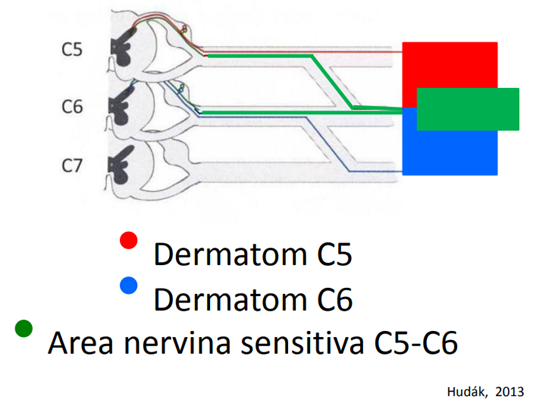 C5
C6
C7
Dermatom C5
Dermatom C6
Area nervina sensitiva C5-C6
Hudák, 2013